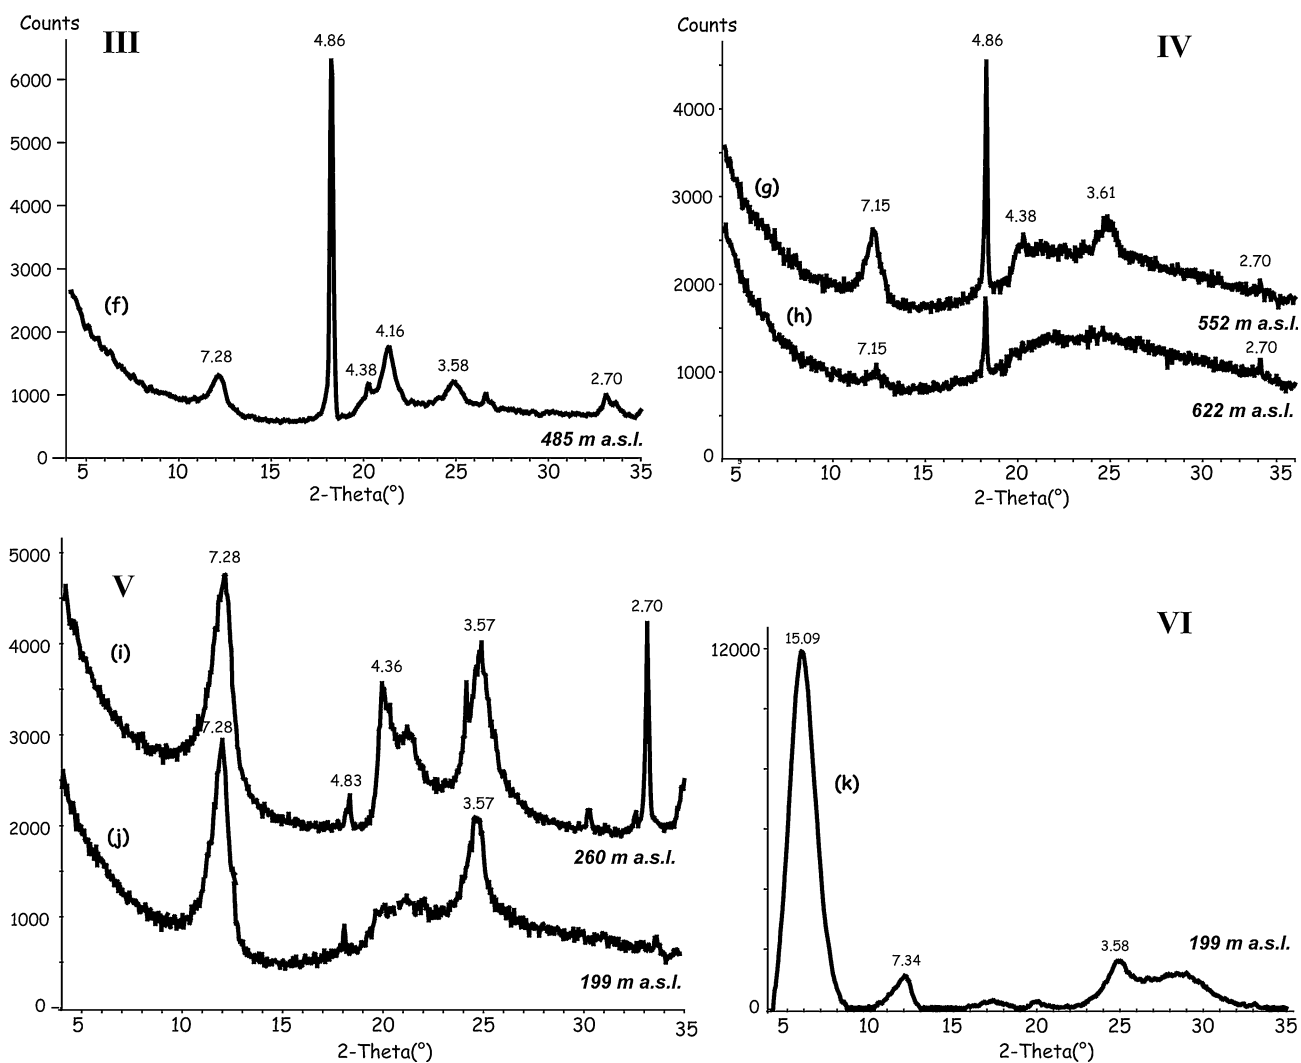 Counts
III
4.86
6000
5000
4000
3000
2000
1000
0
(f)
7.28
4.38
4.16
3.58
2.70
485 m a.s.l.
5 10 15 20 25 30 35
2-Theta(°)
Counts
IV
4.86
4000
3000
2000
1000
0
(g)
7.15
4.38
3.61
2.70
552 m a.s.l.
(h)
7.15
2.70
622 m a.s.l.
5 10 15 20 25 30 35
2-Theta(°)
V
5000
4000
3000
2000
1000
0
7.28
(i)
4.83
4.36
3.57
2.70
260 m a.s.l.
7.28
(j)
3.57
199 m a.s.l.
5 10 15 20 25 30 35
2-Theta(°)
VI
12000
0
15.09
(k)
7.34
3.58
199 m a.s.l.
5 10 15 20 25 30 35
2-Theta(°)